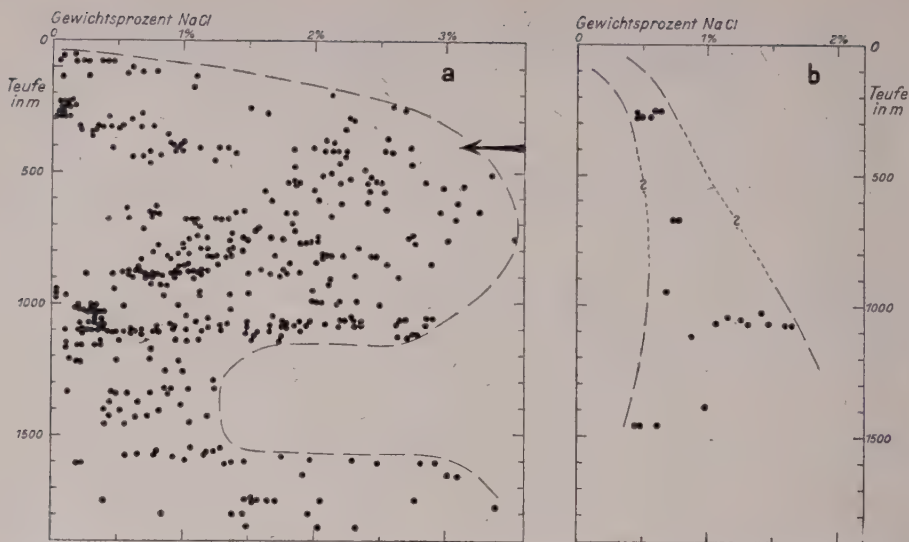 Gewichtsprozent NaCl
0 1% 2% 3%
a
Teufe
in m
0
500
1000
1500
Gewichtsprozent NaCl
0 1% 2%
b
0
Teufe
in m
500
1000
1500
?
?